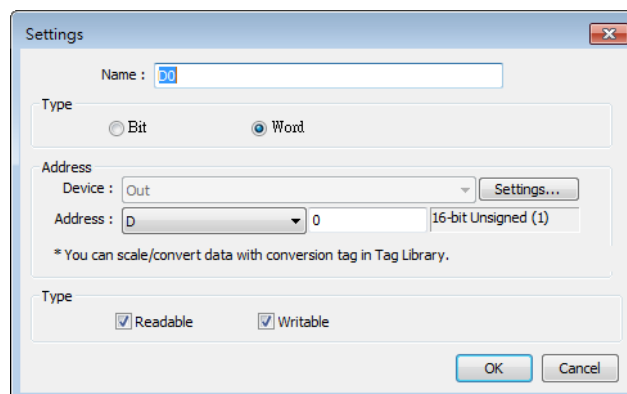 Settings
Name : D0
Type
Bit Word
Address
Device : Out Settings...
Address : D 0 16-bit Unsigned (1)
* You can scale/convert data with conversion tag in Tag Library.
Type
Readable Writable
OK Cancel